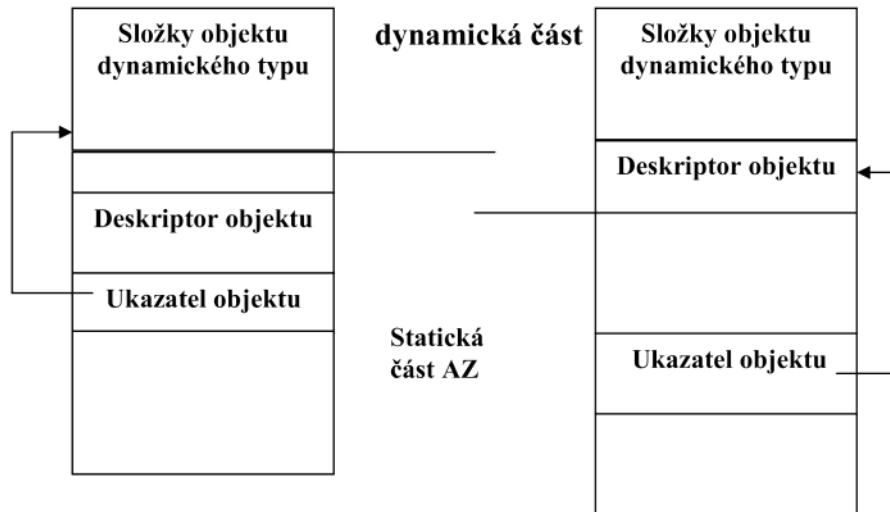 Složky objektu
dynamického typu
Deskriptor objektu
Ukazatel objektu
dynamická část
Statická
část AZ
Složky objektu
dynamického typu
Deskriptor objektu
Ukazatel objektu